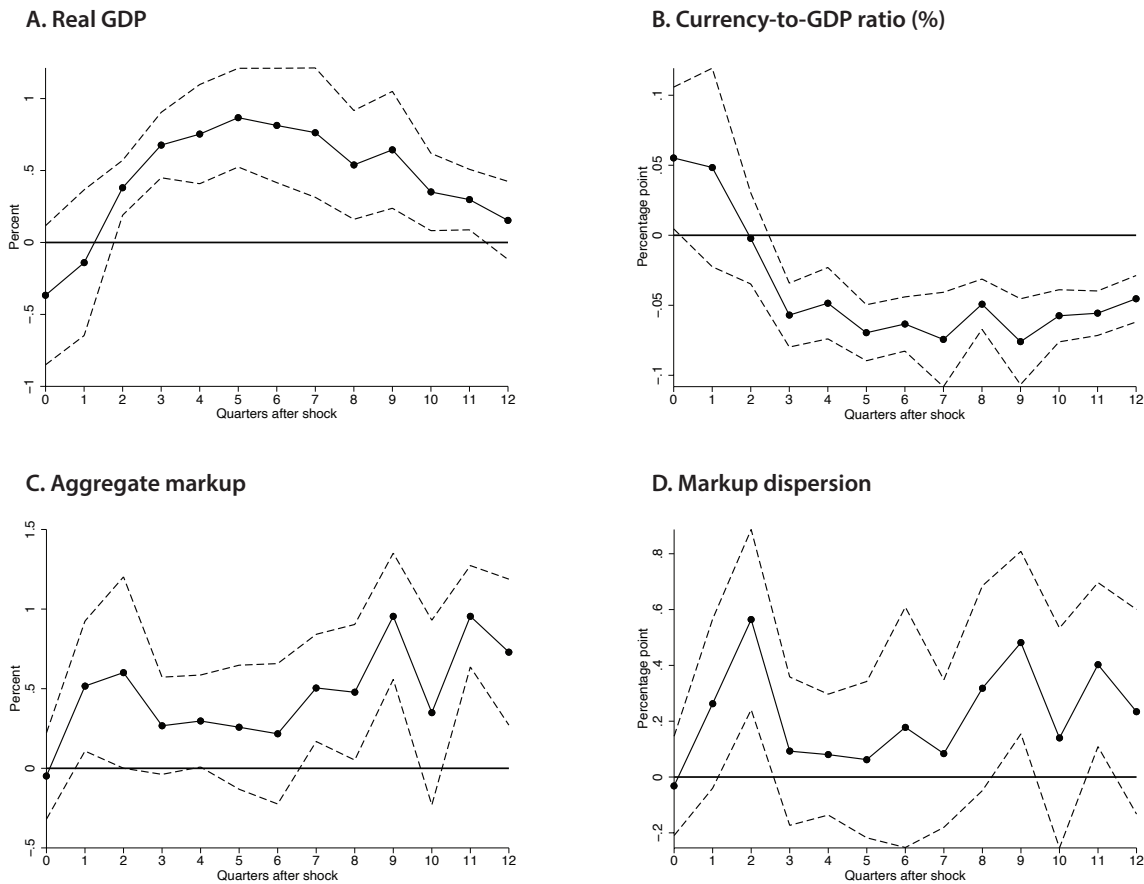 A. Real GDP
B. Currency-to-GDP ratio (%)
Percent
1
.5
0
-.5
-1
0 1 2 3 4 5 6 7 8 9 10 11 12
Quarters after shock
Percentage point
.1
.05
0
-.05
-.1
0 1 2 3 4 5 6 7 8 9 10 11 12
Quarters after shock
C. Aggregate markup
D. Markup dispersion
Percent
1.5
1
.5
0
-.5
0 1 2 3 4 5 6 7 8 9 10 11 12
Quarters after shock
Percentage point
.8
.6
.4
.2
0
-.2
0 1 2 3 4 5 6 7 8 9 10 11 12
Quarters after shock